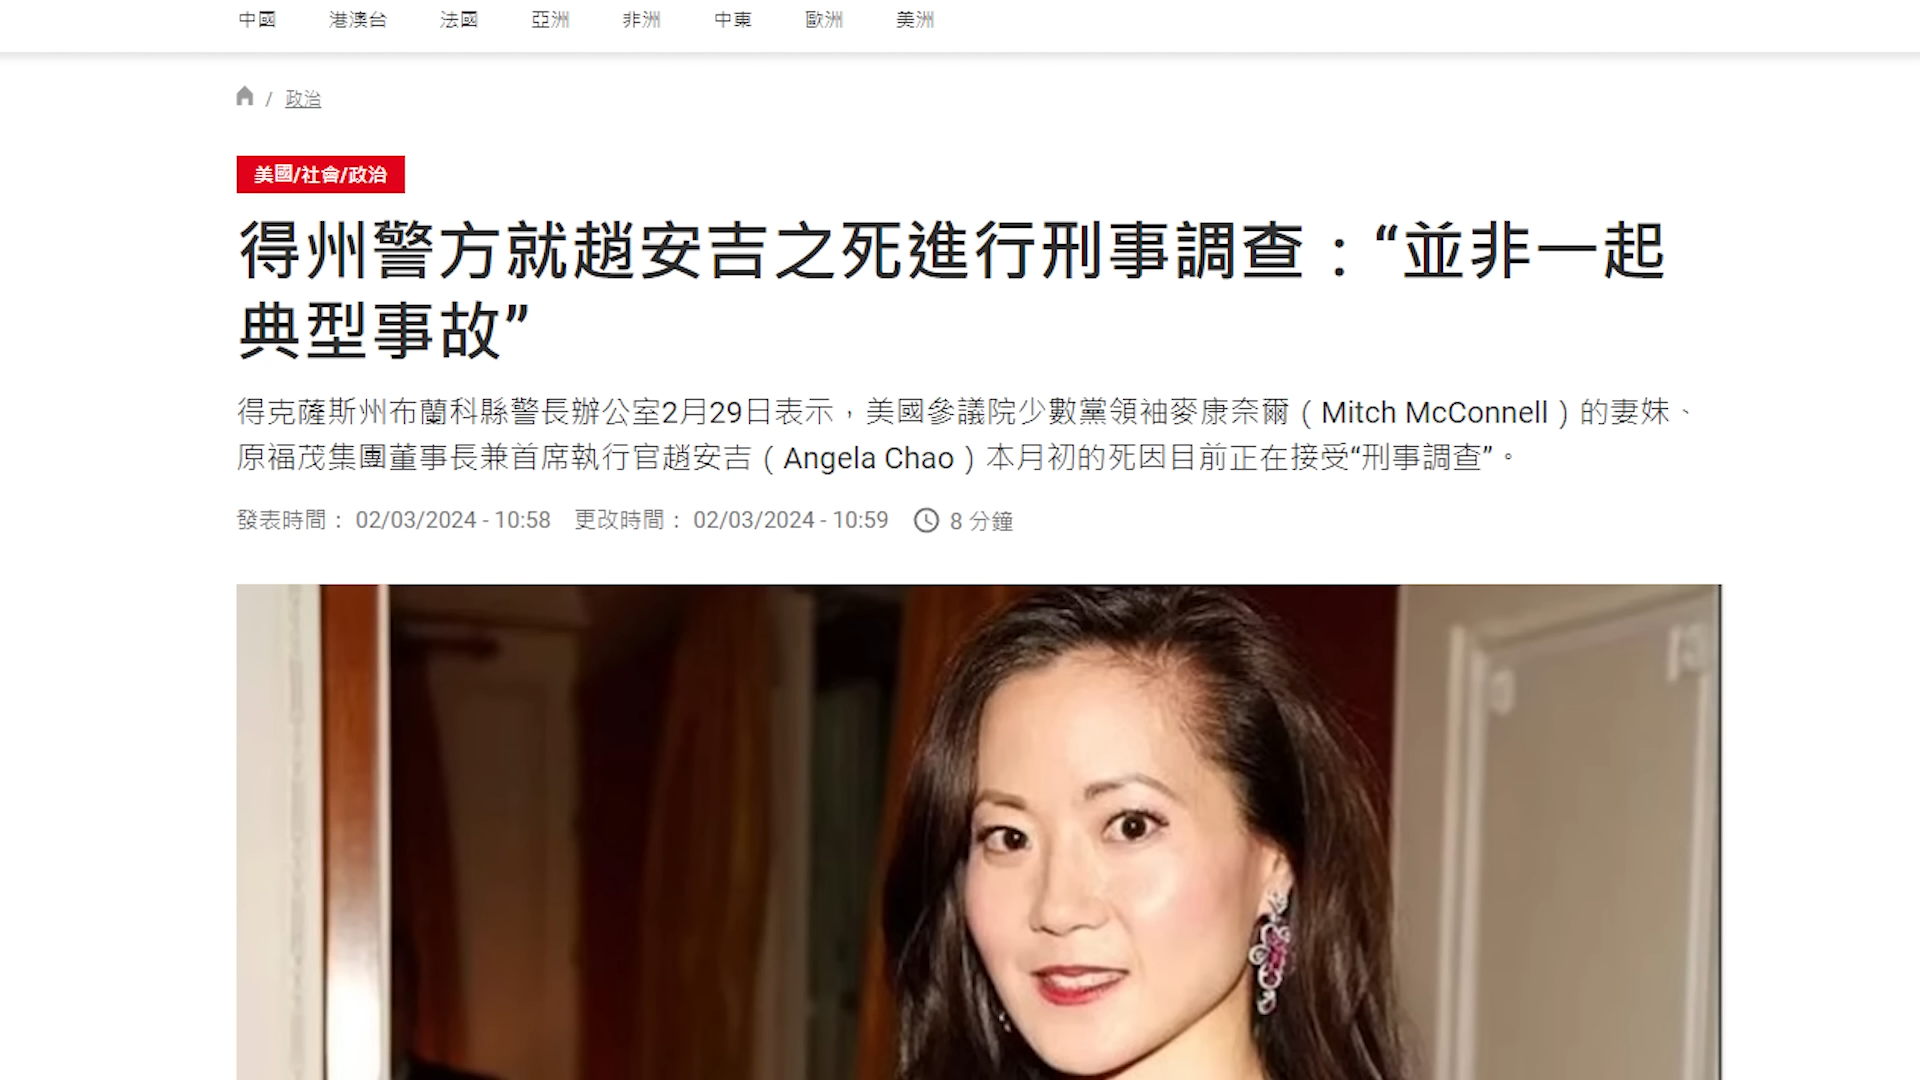 中國 港澳台 法國 亞洲 非洲 中東 歐洲 美洲
/ 政治
美國/社會/政治
得州警方就趙安吉之死進行刑事調查：“並非一起
典型事故”
得克薩斯州布蘭科縣警長辦公室2月29日表示，美國參議院少數黨領袖麥康奈爾（Mitch McConnell）的妻妹、
原福茂集團董事長兼首席執行官趙安吉（Angela Chao）本月初的死因目前正在接受“刑事調查”。
發表時間： 02/03/2024 - 10:58 更改時間： 02/03/2024 - 10:59 8 分鐘